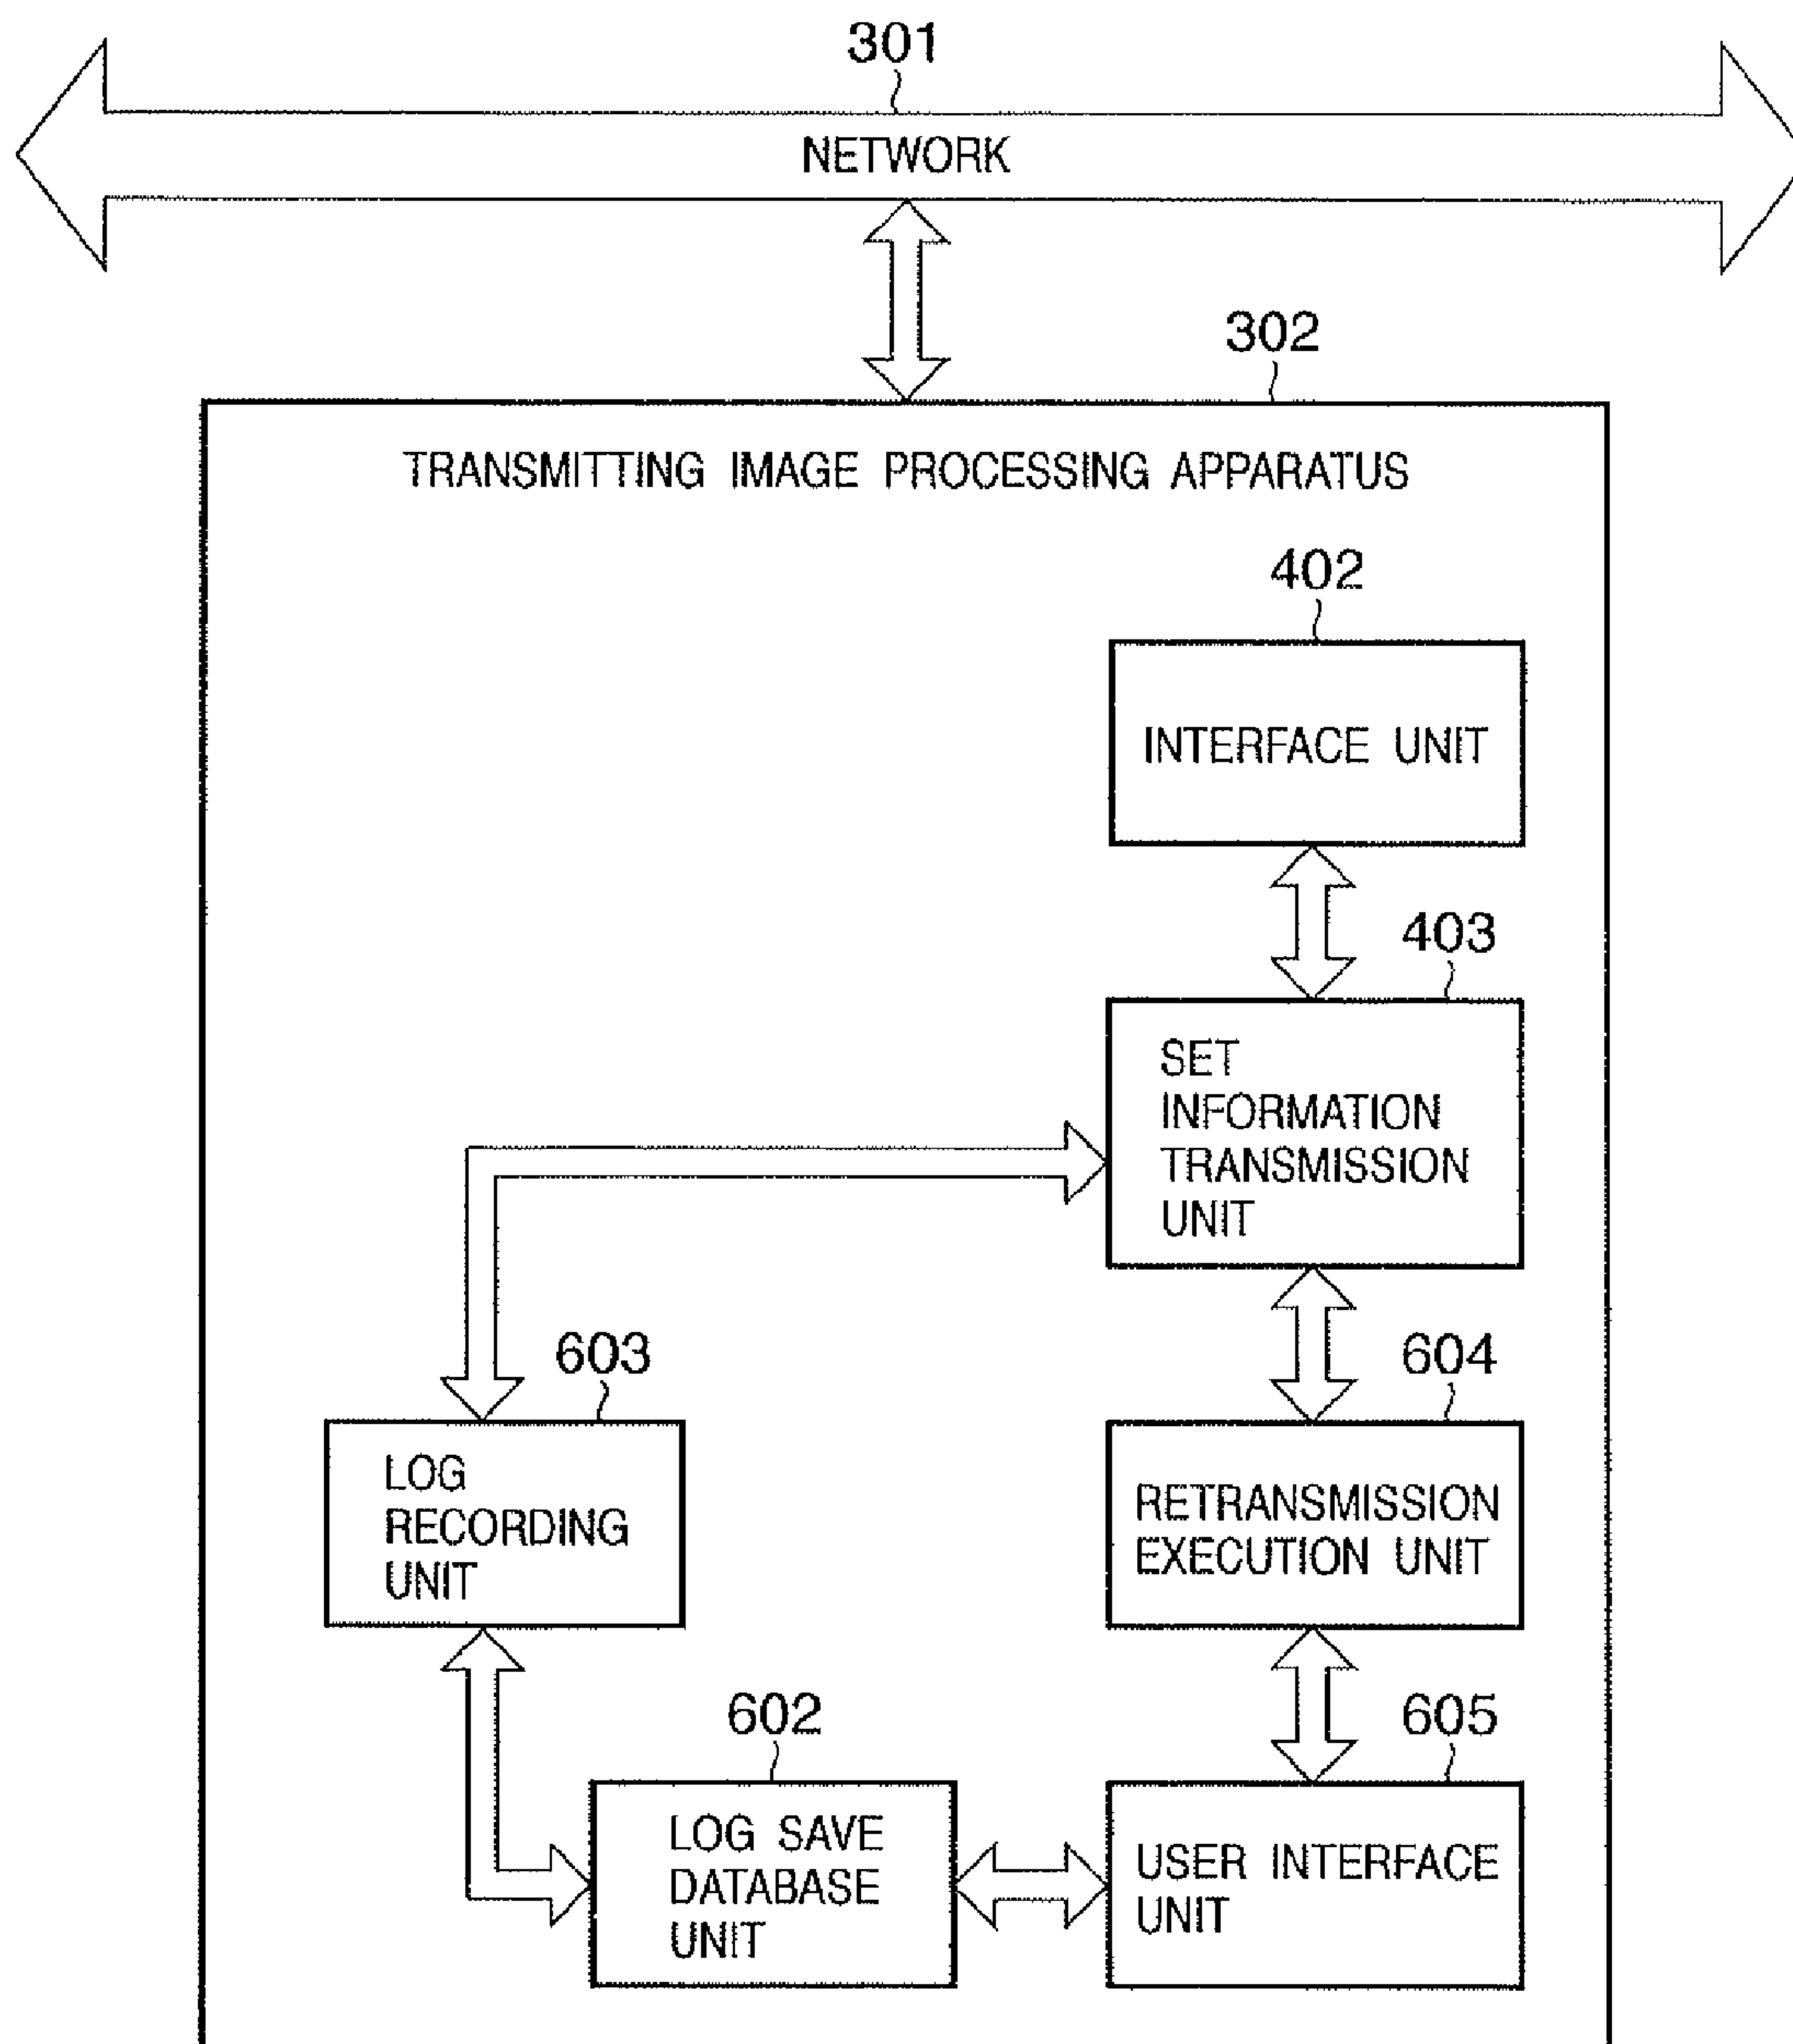 301
NETWORK
302
TRANSMITTING IMAGE PROCESSING APPARATUS
402
INTERFACE UNIT
403
SET
INFORMATION
TRANSMISSION
UNIT
603
LOG
RECORDING
UNIT
604
RETRANSMISSION
EXECUTION UNIT
602
LOG SAVE
DATABASE
UNIT
605
USER INTERFACE
UNIT